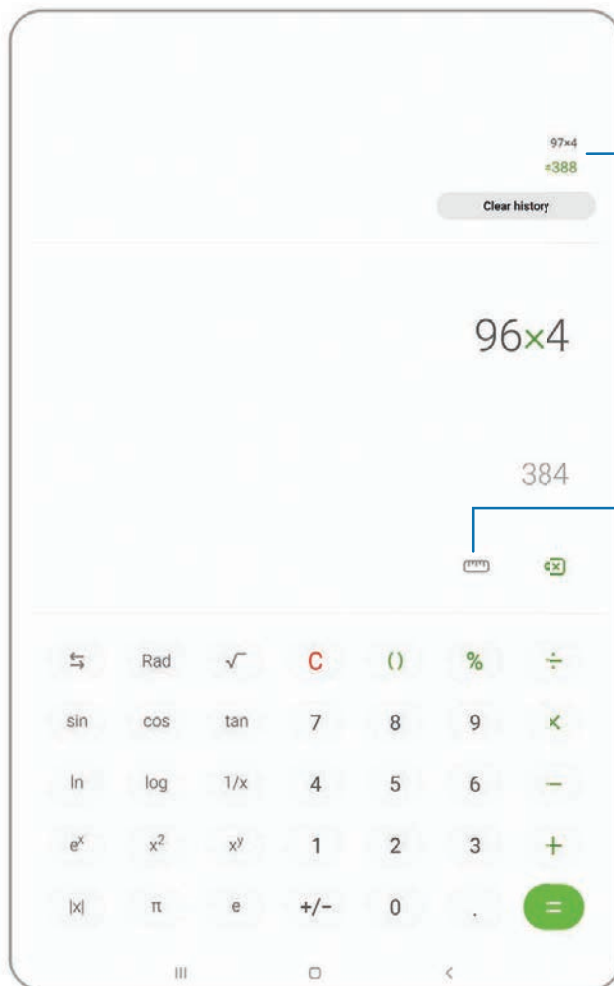 97×4
=388
Clear history
96×4
384
⇆ Rad √ C () % ÷
sin cos tan 7 8 9 ×
ln log 1/x 4 5 6 −
eˣ x² xʸ 1 2 3 +
|x| π e +/− 0 . =